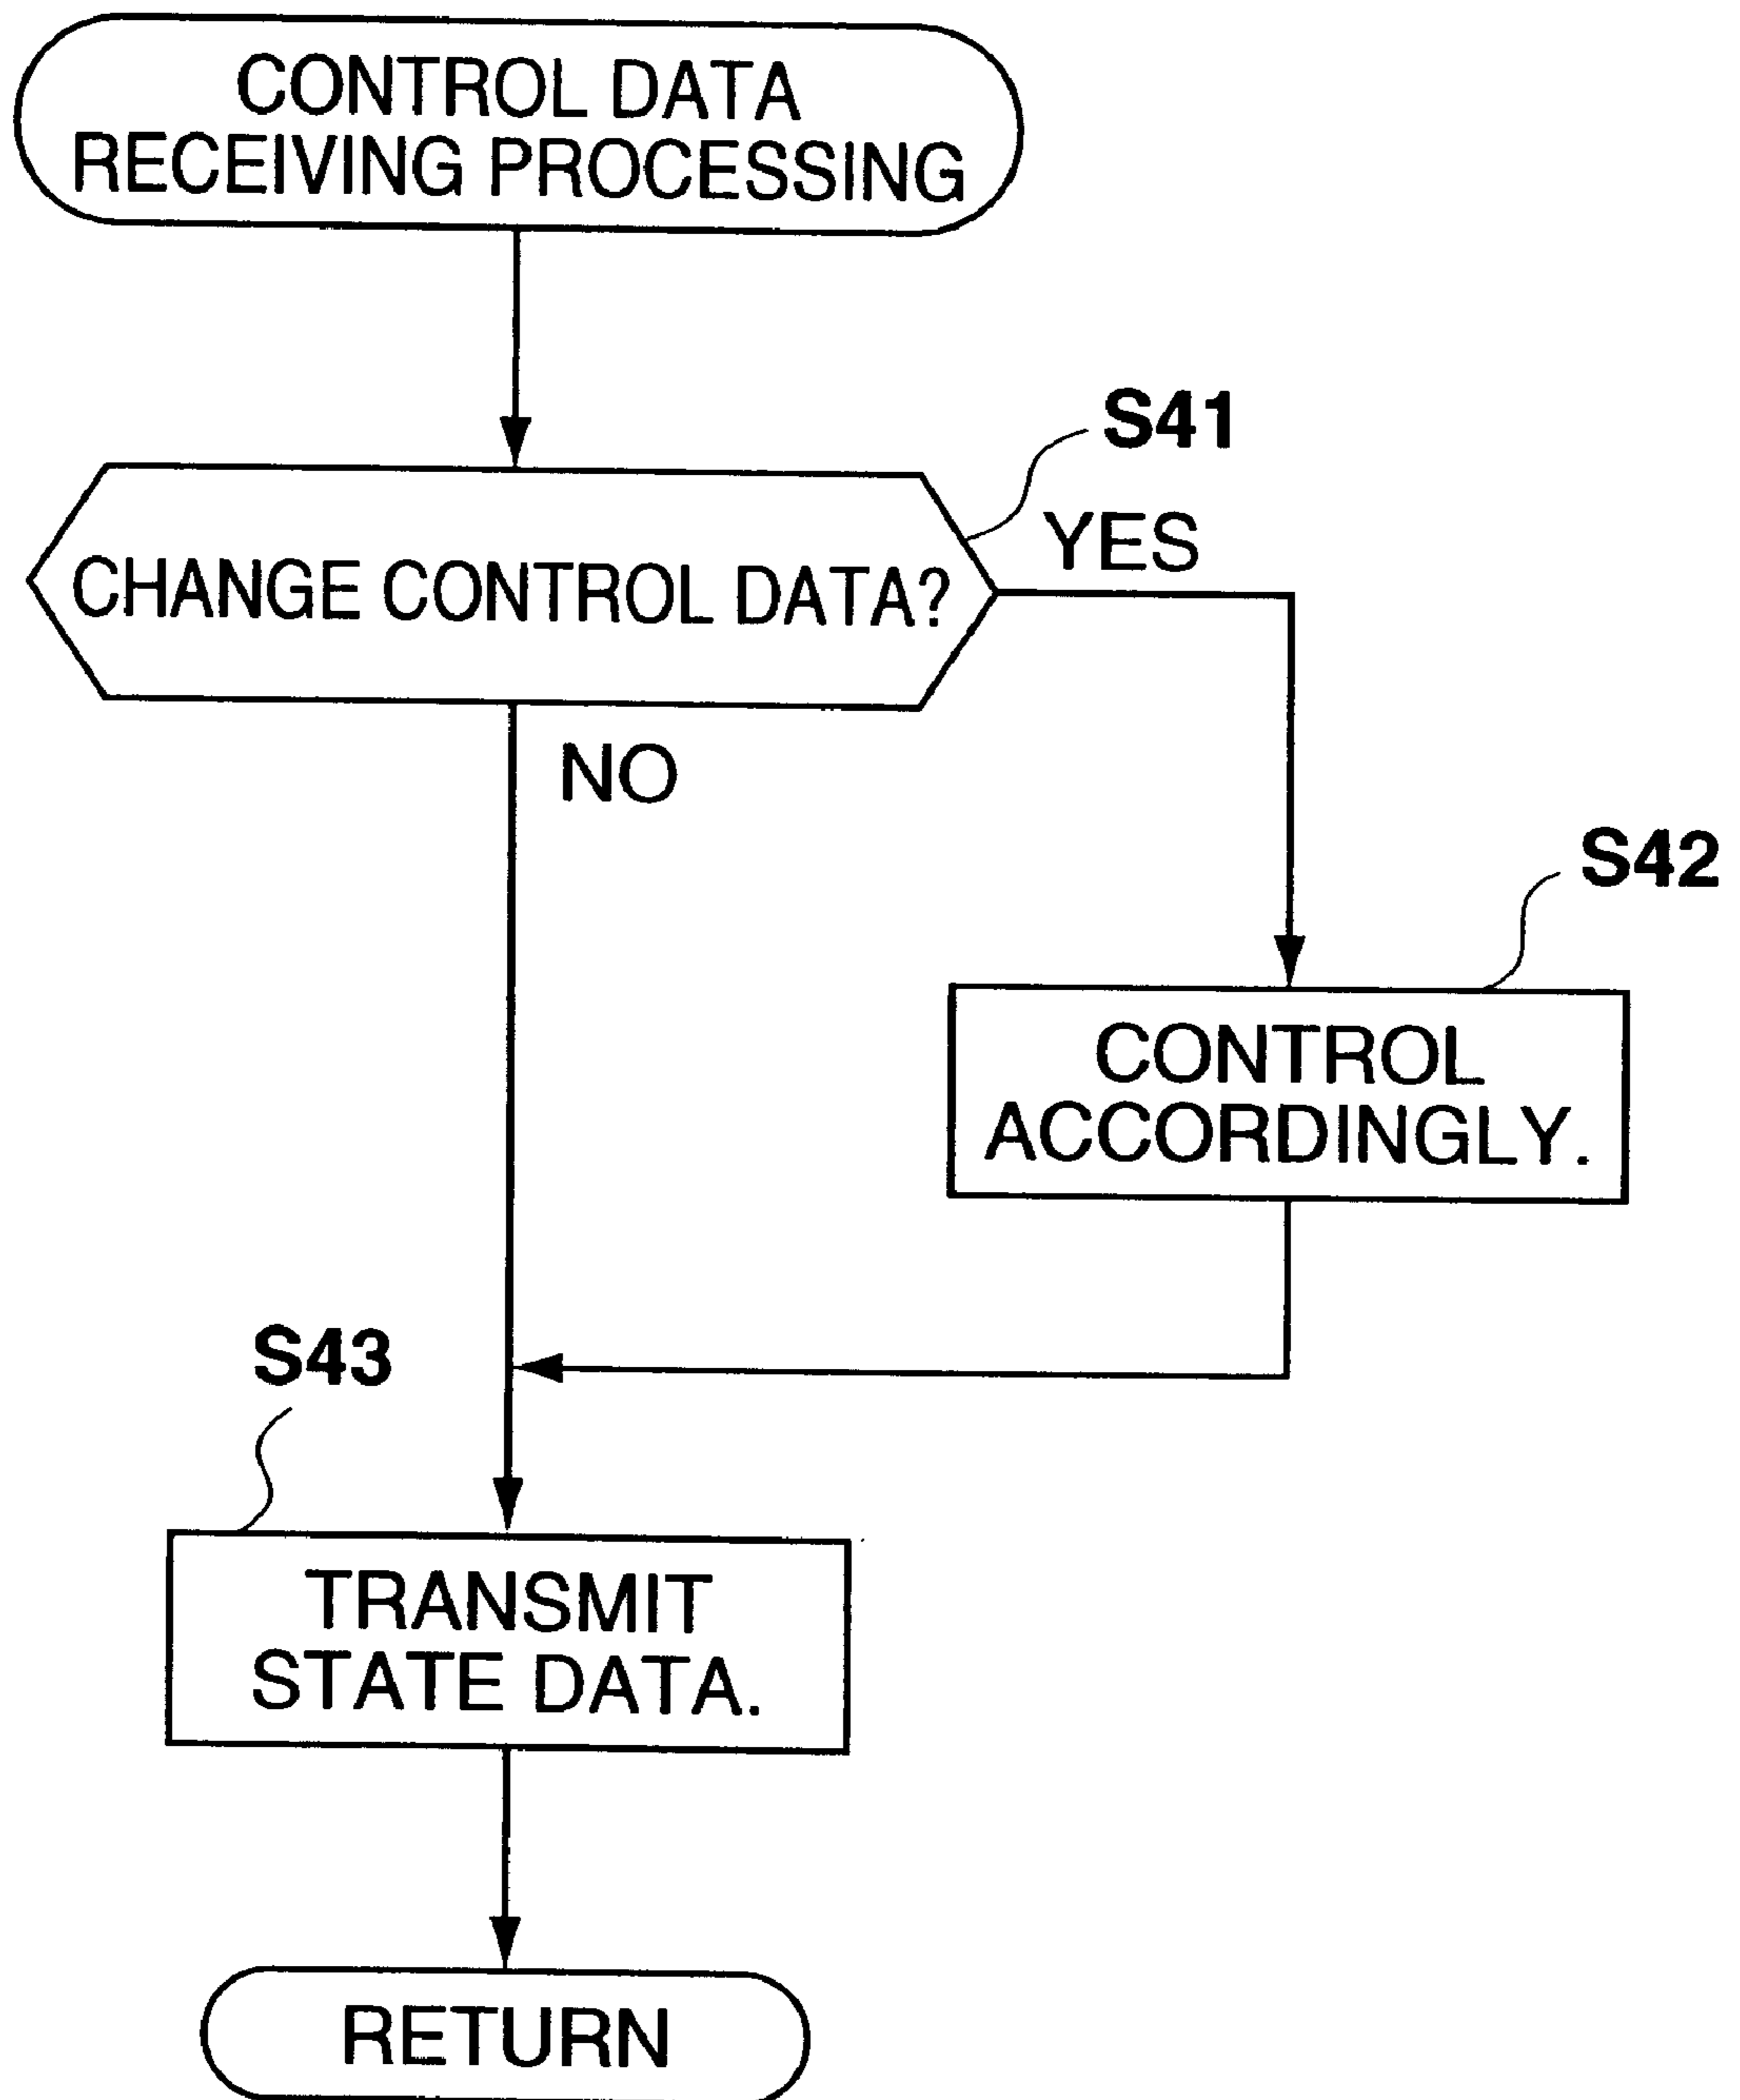 CONTROL DATA
RECEIVING PROCESSING
S41
YES
CHANGE CONTROL DATA?
NO
S42
CONTROL
ACCORDINGLY.
S43
TRANSMIT
STATE DATA.
RETURN